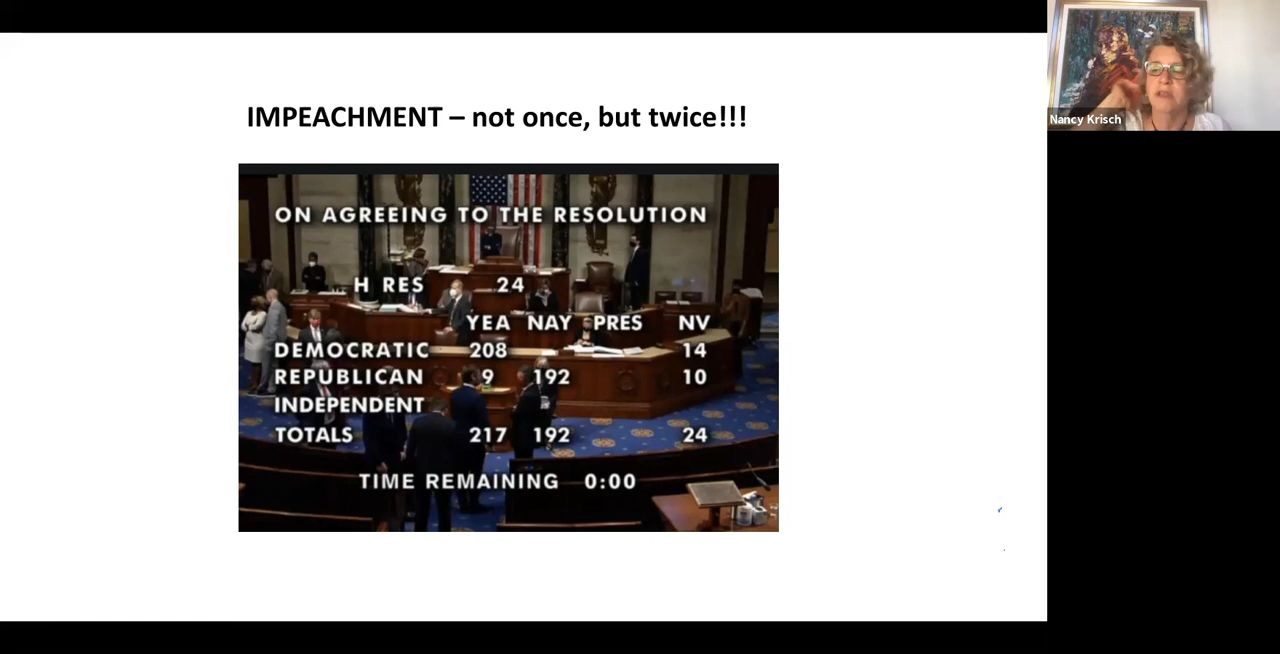 IMPEACHMENT – not once, but twice!!!
Nancy Krisch
ON AGREEING TO THE RESOLUTION
H RES 24
YEA NAY PRES NV
DEMOCRATIC 208 14
REPUBLICAN 9 192 10
INDEPENDENT
TOTALS 217 192 24
TIME REMAINING 0:00